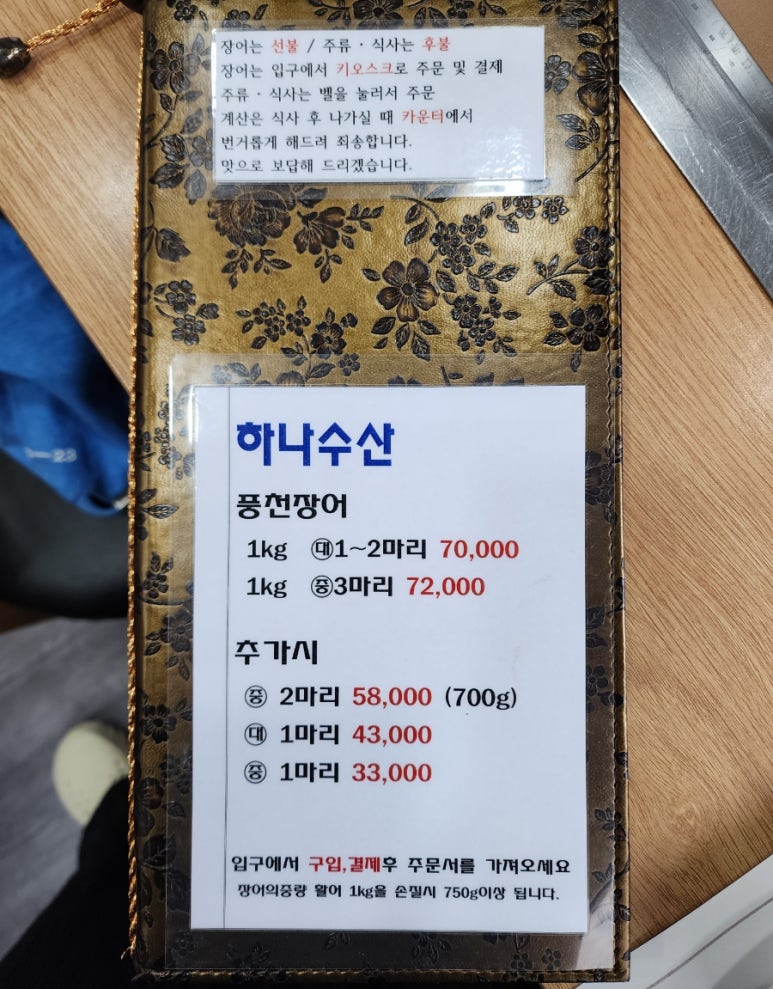 장어는 선불 / 주류 · 식사는 후불
장어는 입구에서 키오스크로 주문 및 결제
주류 · 식사는 벨을 눌러서 주문
계산은 식사 후 나가실 때 카운터에서
번거롭게 해드려 죄송합니다.
맛으로 보답해 드리겠습니다.
하나수산
풍천장어
1kg ㊅1~2마리 70,000
1kg ㊥3마리 72,000
추가시
㊥ 2마리 58,000 (700g)
대 1마리 43,000
중 1마리 33,000
입구에서 구입,결제후 주문서를 가져오세요
장어의중량 활어 1kg을 손질시 750g이상 됩니다.